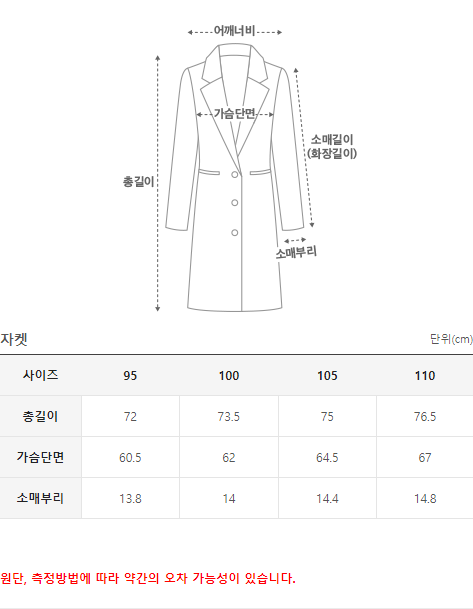 어깨너비
가슴단면
소매길이
(화장길이)
총길이
소매부리
자켓 단위(cm)
사이즈 95 100 105 110
총길이 72 73.5 75 76.5
가슴단면 60.5 62 64.5 67
소매부리 13.8 14 14.4 14.8
원단, 측정방법에 따라 약간의 오차 가능성이 있습니다.